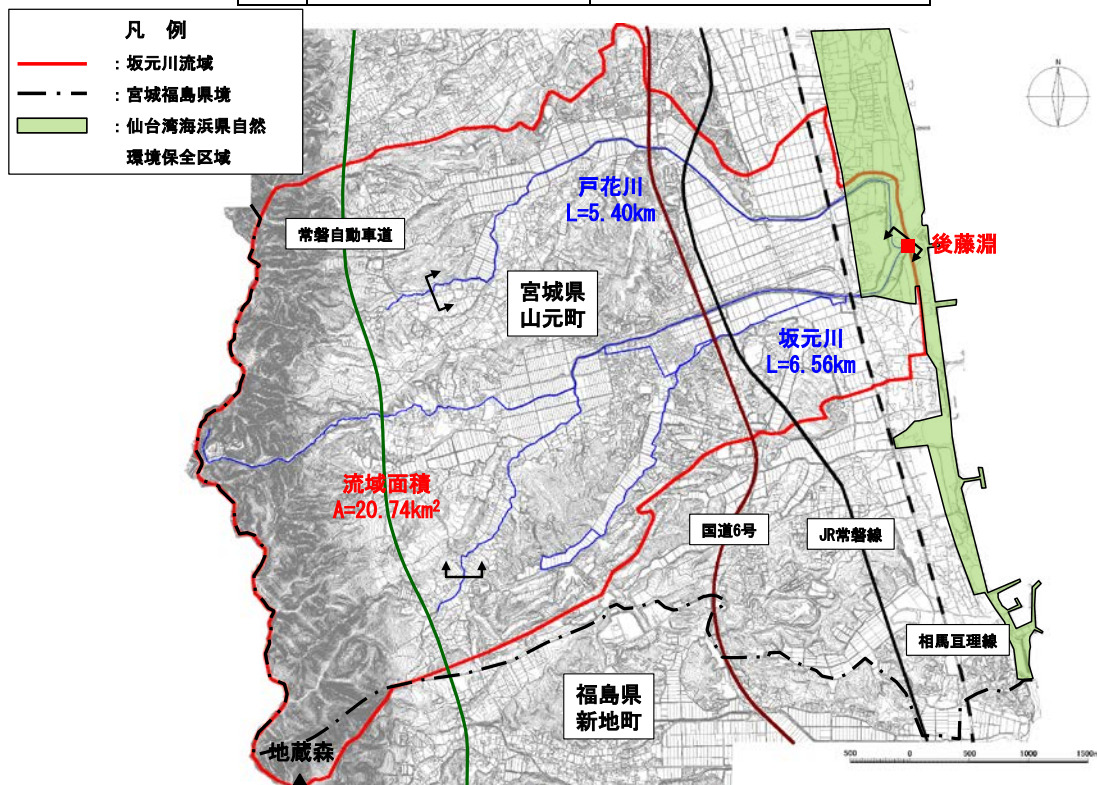 凡 例
: 坂元川流域
: 宮城福島県境
: 仙台湾海浜県自然
環境保全区域
N
戸花川
L=5.40km
常磐自動車道
後藤淵
宮城県
山元町
坂元川
L=6.56km
流域面積
A=20.74km²
国道6号
JR常磐線
相馬亘理線
福島県
新地町
地蔵森
500 0 500 1000 1500m